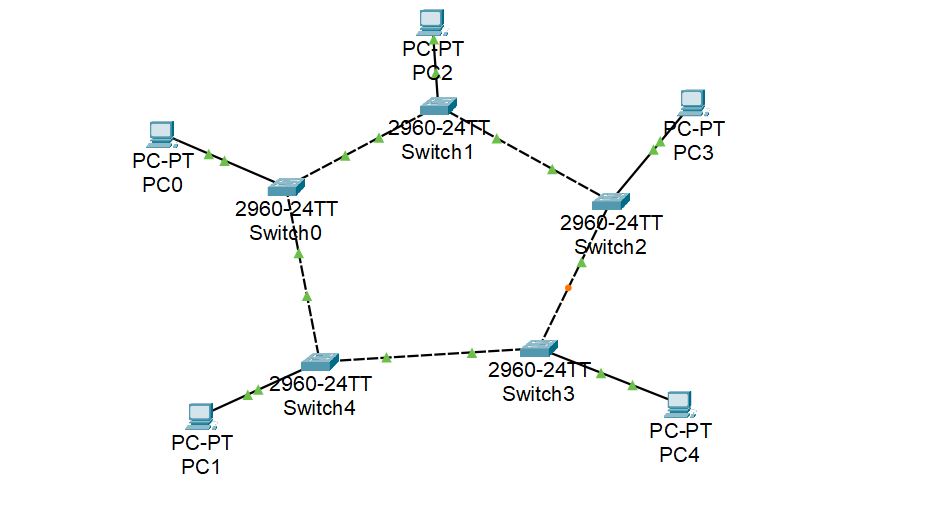 PC-PT
PC2
2960-24TT
Switch1
PC-PT
PC3
PC-PT
PC0
2960-24TT
Switch0
2960-24TT
Switch2
2960-24TT
Switch4
2960-24TT
Switch3
PC-PT
PC1
PC-PT
PC4